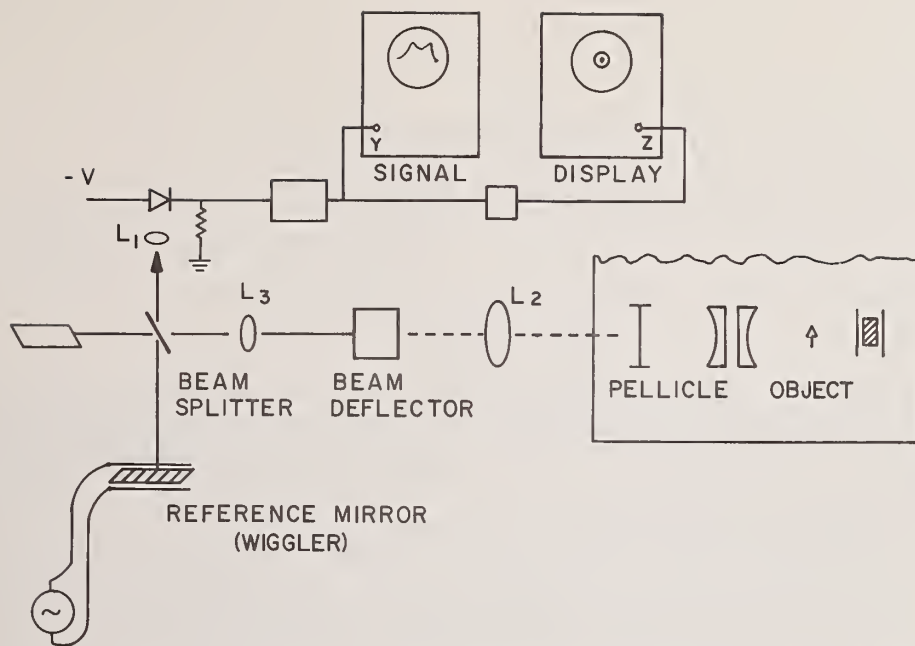 Y
Z
SIGNAL
DISPLAY
- V
L1
L3
L2
BEAM
SPLITTER
BEAM
DEFLECTOR
PELLICLE
OBJECT
REFERENCE MIRROR
(WIGGLER)
~